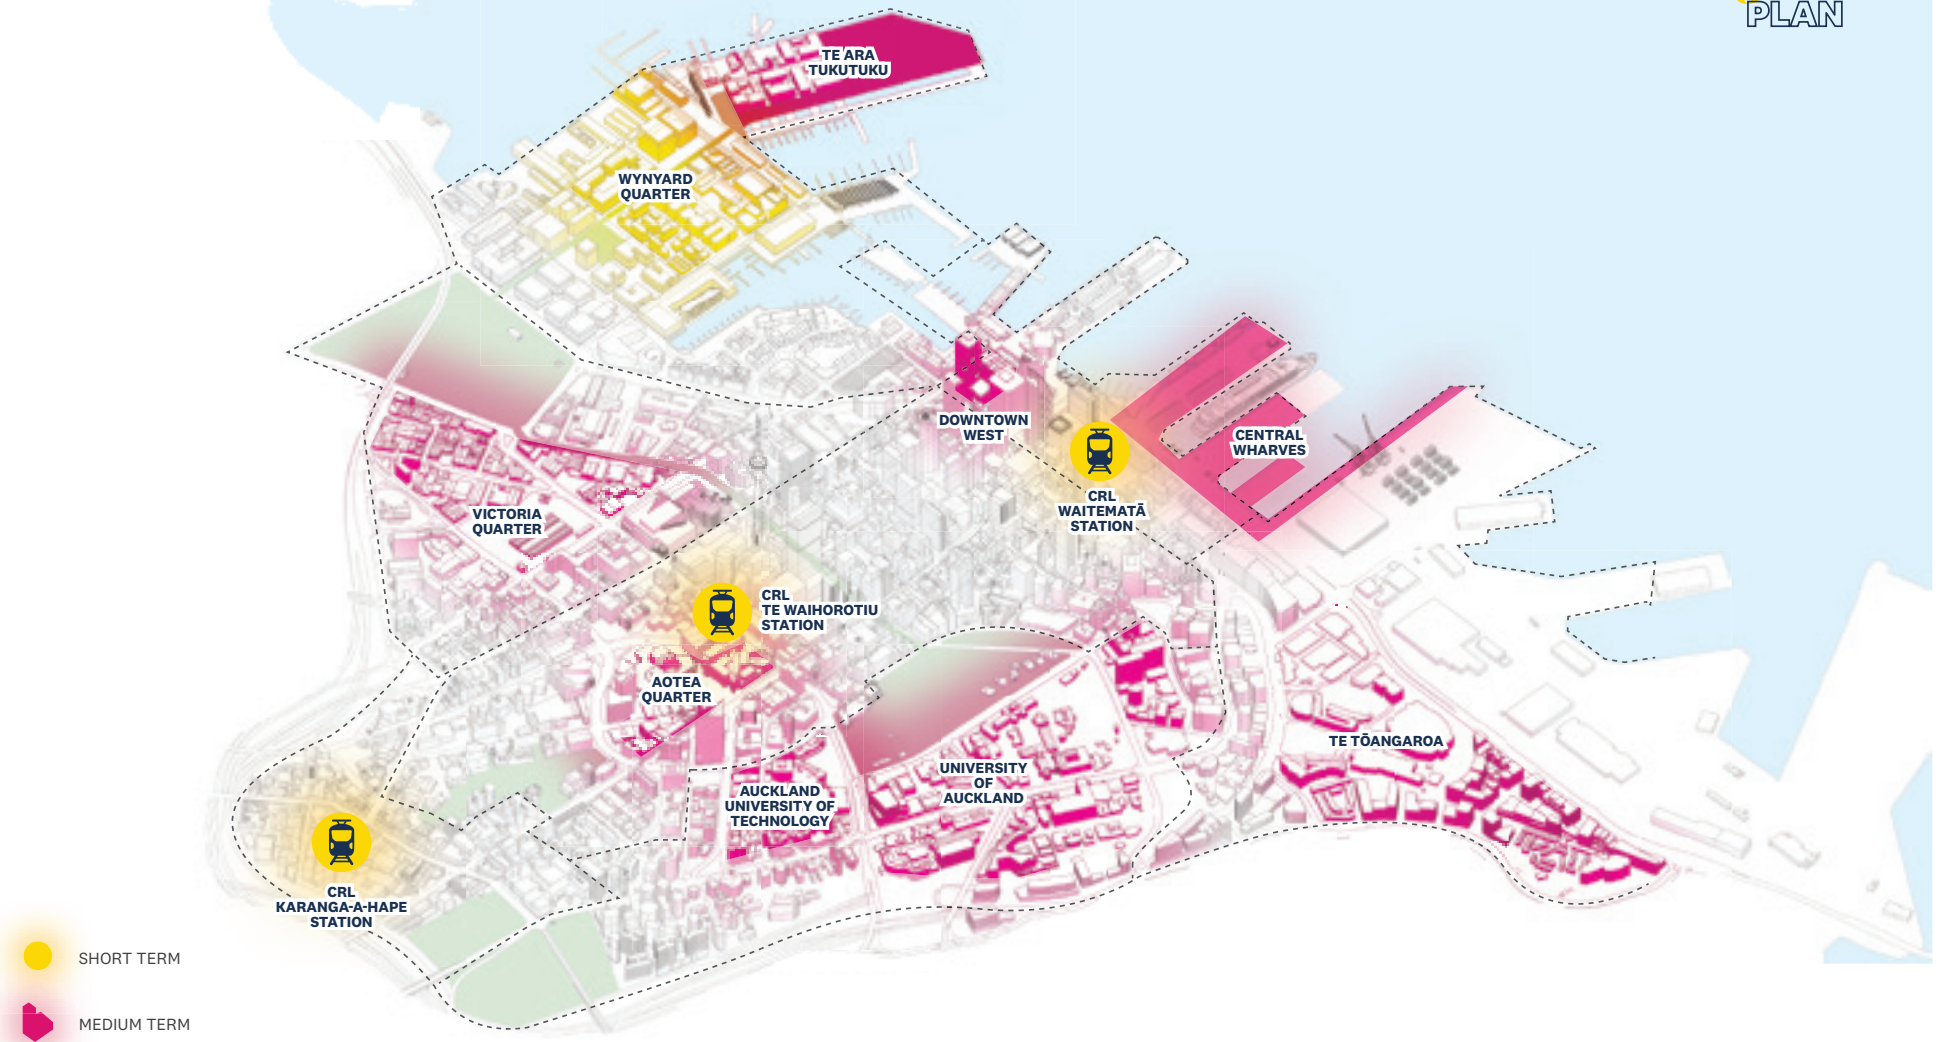 PLAN
TE ARA
TUKUTUKU
WYNYARD
QUARTER
DOWNTOWN
WEST
CENTRAL
WHARVES
CRL
WAITEMATĀ
STATION
VICTORIA
QUARTER
CRL
TE WAIHOROTIU
STATION
AOTEA
QUARTER
TE TŌANGAROA
UNIVERSITY
OF
AUCKLAND
AUCKLAND
UNIVERSITY OF
TECHNOLOGY
CRL
KARANGA-A-HAPE
STATION
SHORT TERM
MEDIUM TERM